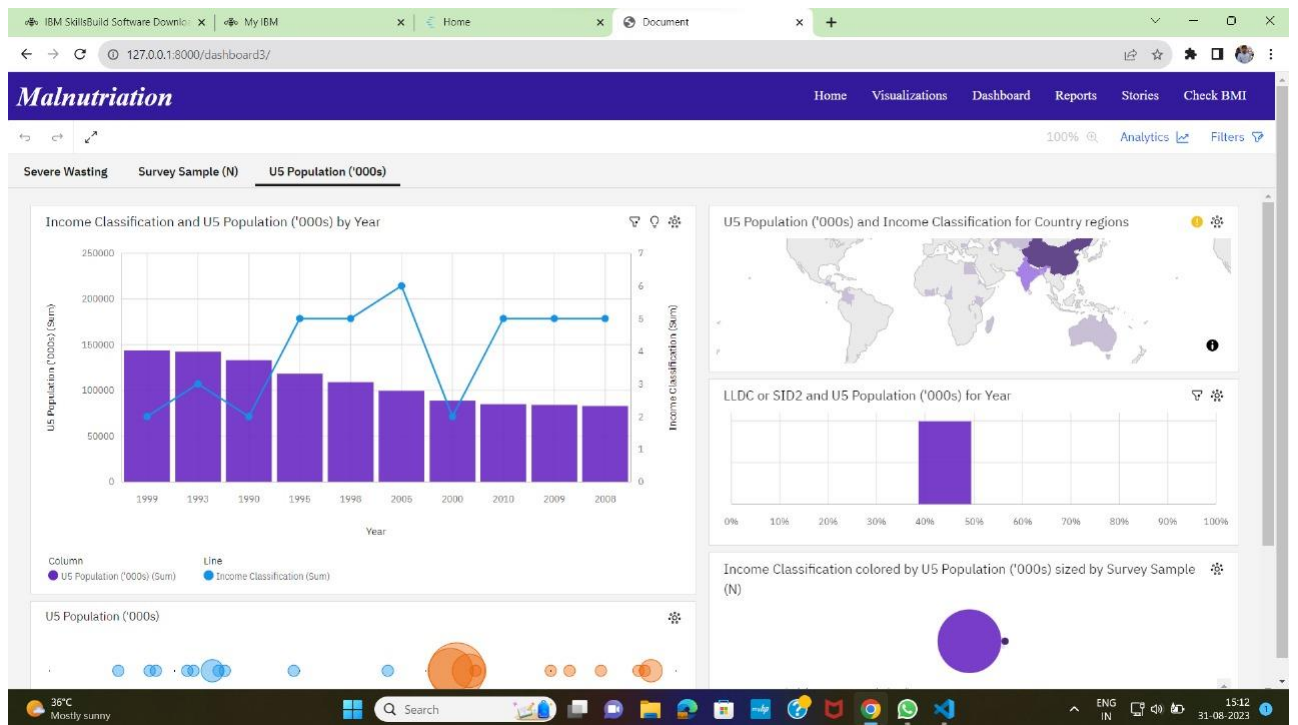 IBM SkillsBuild Software Downloa
My IBM
Home
Document
127.0.0.1:8000/dashboard3/
Malnutriation
Home Visualizations Dashboard Reports Stories Check BMI
100% Analytics Filters
Severe Wasting Survey Sample (N) U5 Population ('000s)
Income Classification and U5 Population ('000s) by Year
250000
200000
150000
100000
50000
0
U5 Population ('000s) (Sum)
7
6
5
4
3
2
1
0
Income Classification (Sum)
1999 1993 1990 1995 1998 2005 2000 2010 2009 2008
Year
Column Line
U5 Population ('000s) (Sum) Income Classification (Sum)
U5 Population ('000s)
U5 Population ('000s) and Income Classification for Country regions
LLDC or SID2 and U5 Population ('000s) for Year
0% 10% 20% 30% 40% 50% 60% 70% 80% 90% 100%
Income Classification colored by U5 Population ('000s) sized by Survey Sample
(N)
36°C
Mostly sunny
Search
ENG
IN
15:12
31-08-2023
1